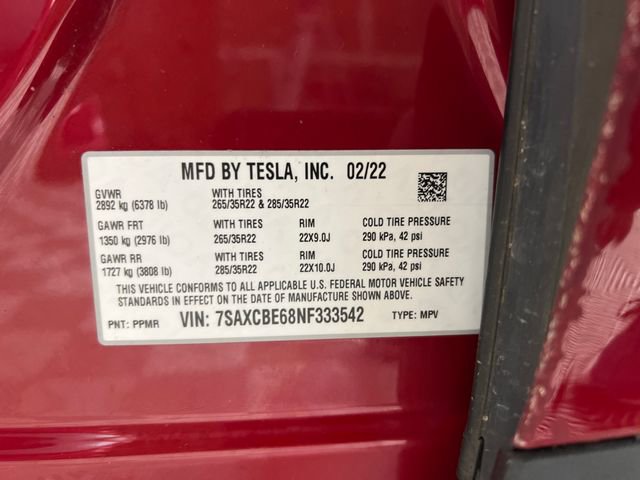 MFD BY TESLA, INC. 02/22
GVWR WITH TIRES
2892 kg (6378 lb) 265/35R22 & 285/35R22
GAWR FRT WITH TIRES RIM COLD TIRE PRESSURE
1350 kg (2976 lb) 265/35R22 22X9.0J 290 kPa, 42 psi
GAWR RR WITH TIRES RIM COLD TIRE PRESSURE
1727 kg (3808 lb) 285/35R22 22X10.0J 290 kPa, 42 psi
THIS VEHICLE CONFORMS TO ALL APPLICABLE U.S. FEDERAL MOTOR VEHICLE SAFETY
STANDARDS IN EFFECT ON THE DATE OF MANUFACTURE SHOWN ABOVE.
PNT: PPMR VIN: 7SAXCBE68NF333542 TYPE: MPV